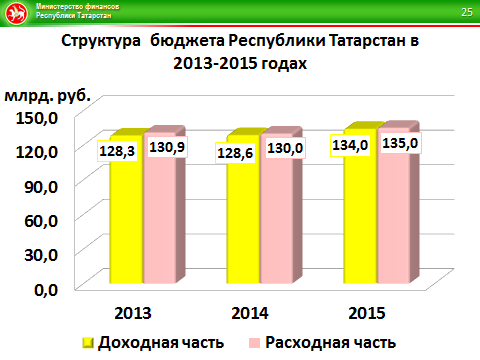 Министерство финансов
Республики Татарстан
25
Структура бюджета Республики Татарстан в
2013-2015 годах
млрд. руб.
150,0
120,0
90,0
60,0
30,0
0,0
128,3
130,9
128,6
130,0
134,0
135,0
2013
2014
2015
Доходная часть
Расходная часть